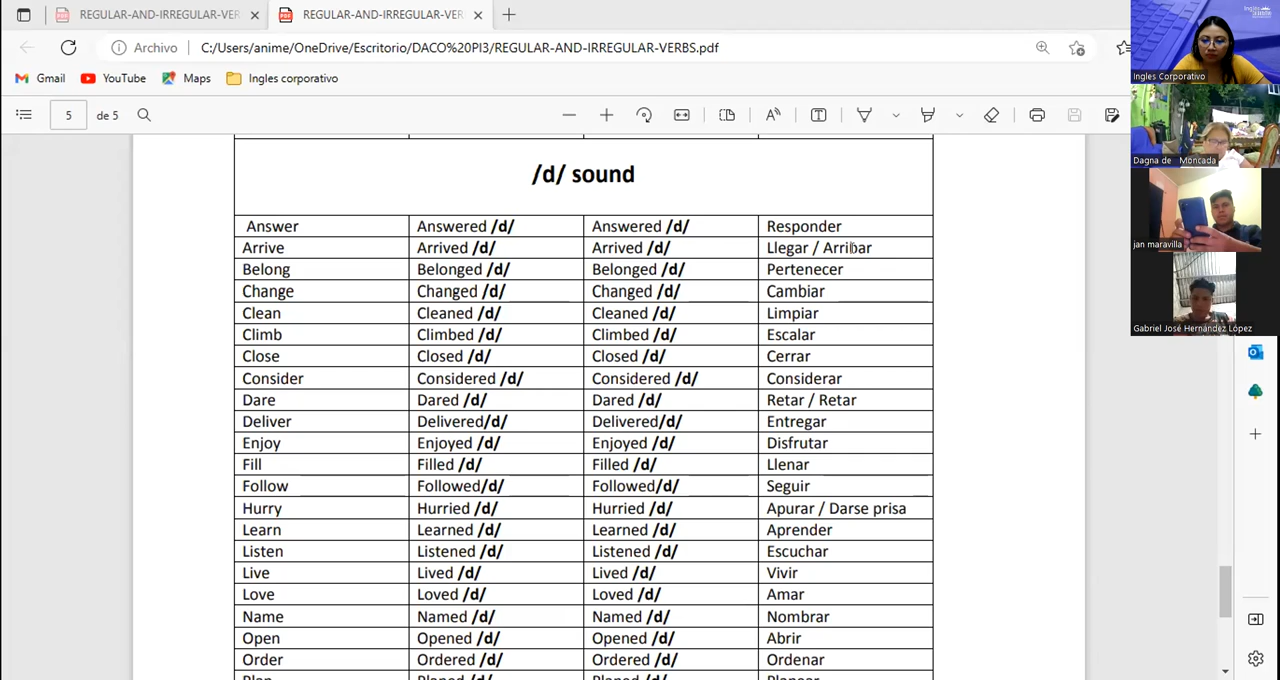 REGULAR-AND-IRREGULAR-VER
REGULAR-AND-IRREGULAR-VER
Archivo C:/Users/anime/OneDrive/Escritorio/DACO%20PI3/REGULAR-AND-IRREGULAR-VERBS.pdf
Gmail YouTube Maps Ingles corporativo
5 de 5
/d/ sound
Answer Answered /d/ Answered /d/ Responder
Arrive Arrived /d/ Arrived /d/ Llegar / Arribar
Belong Belonged /d/ Belonged /d/ Pertenecer
Change Changed /d/ Changed /d/ Cambiar
Clean Cleaned /d/ Cleaned /d/ Limpiar
Climb Climbed /d/ Climbed /d/ Escalar
Close Closed /d/ Closed /d/ Cerrar
Consider Considered /d/ Considered /d/ Considerar
Dare Dared /d/ Dared /d/ Retar / Retar
Deliver Delivered/d/ Delivered/d/ Entregar
Enjoy Enjoyed /d/ Enjoyed /d/ Disfrutar
Fill Filled /d/ Filled /d/ Llenar
Follow Followed/d/ Followed/d/ Seguir
Hurry Hurried /d/ Hurried /d/ Apurar / Darse prisa
Learn Learned /d/ Learned /d/ Aprender
Listen Listened /d/ Listened /d/ Escuchar
Live Lived /d/ Lived /d/ Vivir
Love Loved /d/ Loved /d/ Amar
Name Named /d/ Named /d/ Nombrar
Open Opened /d/ Opened /d/ Abrir
Order Ordered /d/ Ordered /d/ Ordenar
Plan Planed /d/ Planed /d/ Planear
Ingles Corporativo
Dagna de Moncada
jan maravilla
Gabriel José Hernández López